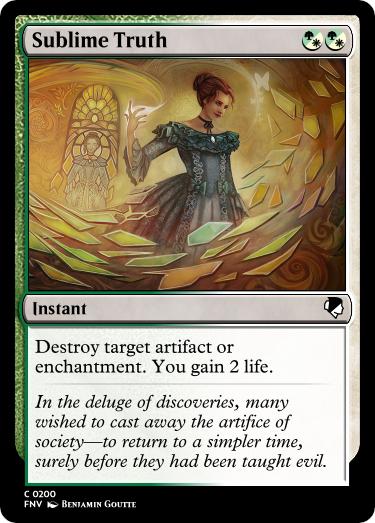 Sublime Truth
Instant
Destroy target artifact or
enchantment. You gain 2 life.
In the deluge of discoveries, many
wished to cast away the artifice of
society—to return to a simpler time,
surely before they had been taught evil.
C 0200
FNV Benjamin Goutte